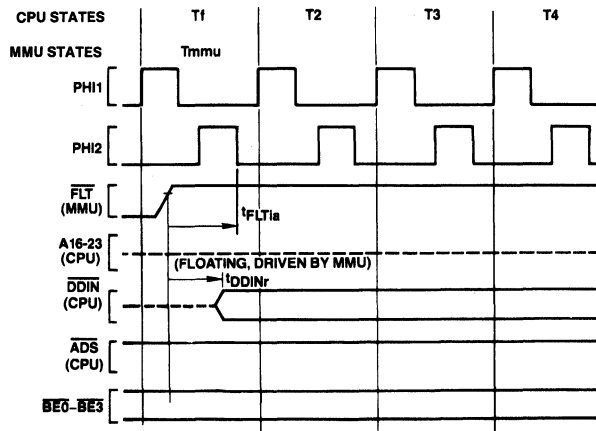 CPU STATES Tf T2 T3 T4
MMU STATES Tmmu
PHI1
PHI2
FLT
(MMU)
tFLTia
A16-23
(CPU)
(FLOATING, DRIVEN BY MMU)
tDDINr
DDIN
(CPU)
ADS
(CPU)
BE0–BE3